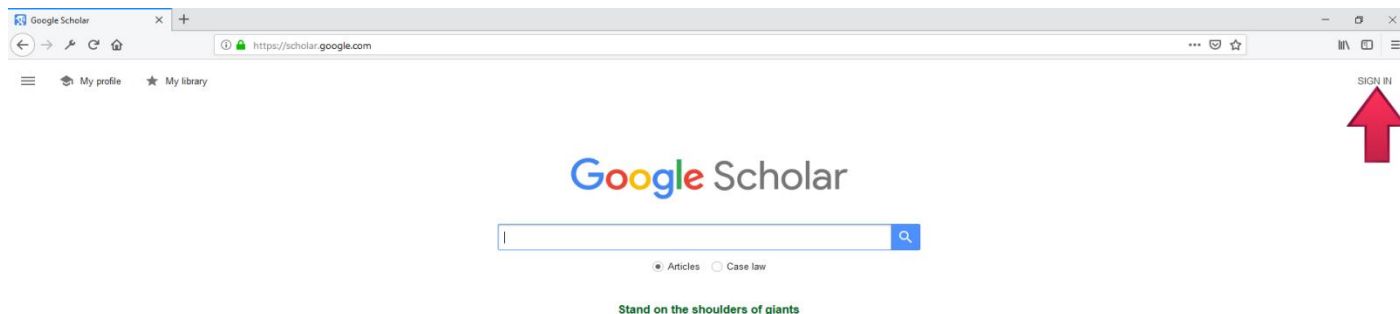 Google Scholar
https://scholar.google.com
My profile
My library
SIGN IN
Google Scholar
Articles
Case law
Stand on the shoulders of giants